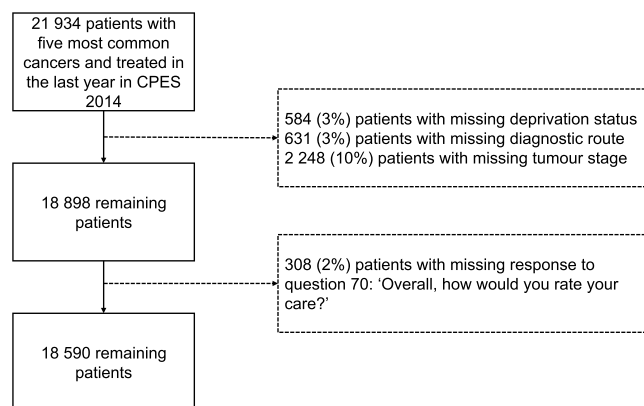 21 934 patients with
five most common
cancers and treated in
the last year in CPES
2014
584 (3%) patients with missing deprivation status
631 (3%) patients with missing diagnostic route
2 248 (10%) patients with missing tumour stage
18 898 remaining
patients
308 (2%) patients with missing response to
question 70: ‘Overall, how would you rate your
care?’
18 590 remaining
patients